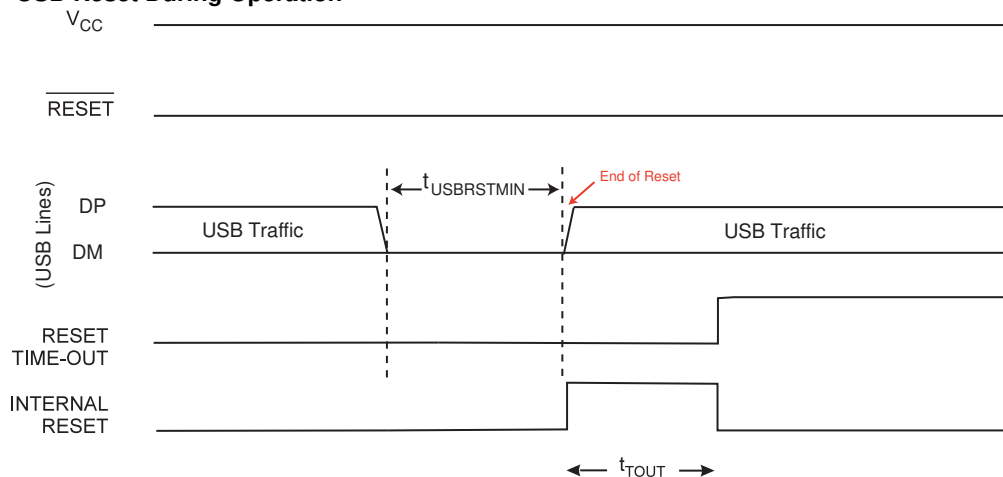 USB Reset During Operation
VCC
RESET
tUSBRSTMIN
End of Reset
(USB Lines)
DP
USB Traffic
USB Traffic
DM
RESET
TIME-OUT
INTERNAL
RESET
tTOUT